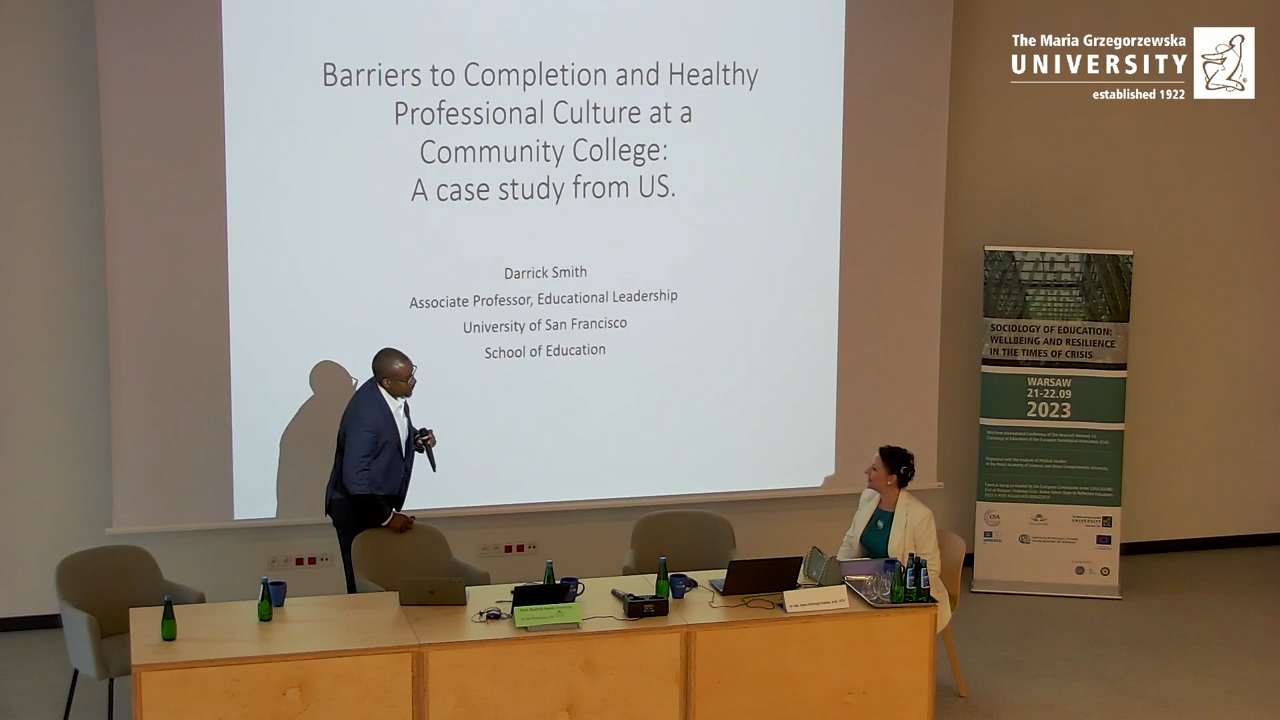 The Maria Grzegorzewska
UNIVERSITY
established 1922
Barriers to Completion and Healthy
Professional Culture at a
Community College:
A case study from US.
Darrick Smith
Associate Professor, Educational Leadership
University of San Francisco
School of Education
SOCIOLOGY OF EDUCATION:
WELLBEING AND RESILIENCE
IN THE TIMES OF CRISIS
WARSAW
21-22.09
2023